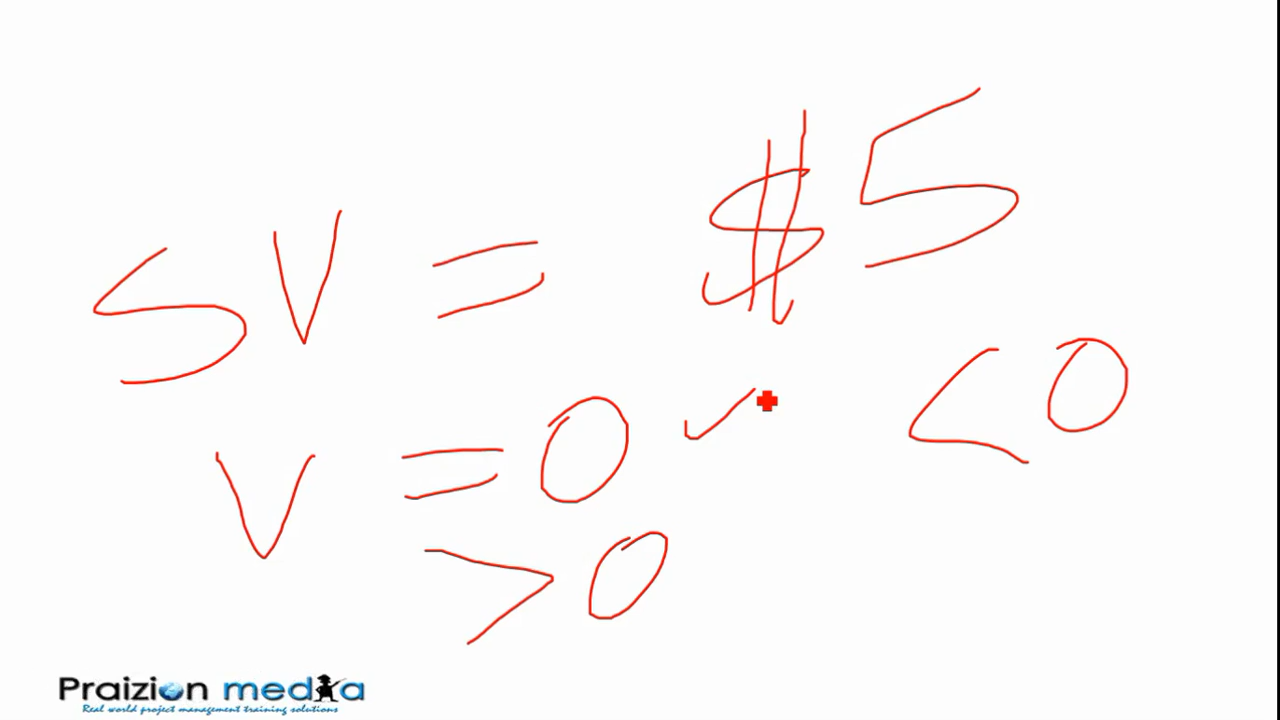 SV = $5
V = 0 ✓ < 0
> 0
Praizion media
Real world project management training solutions